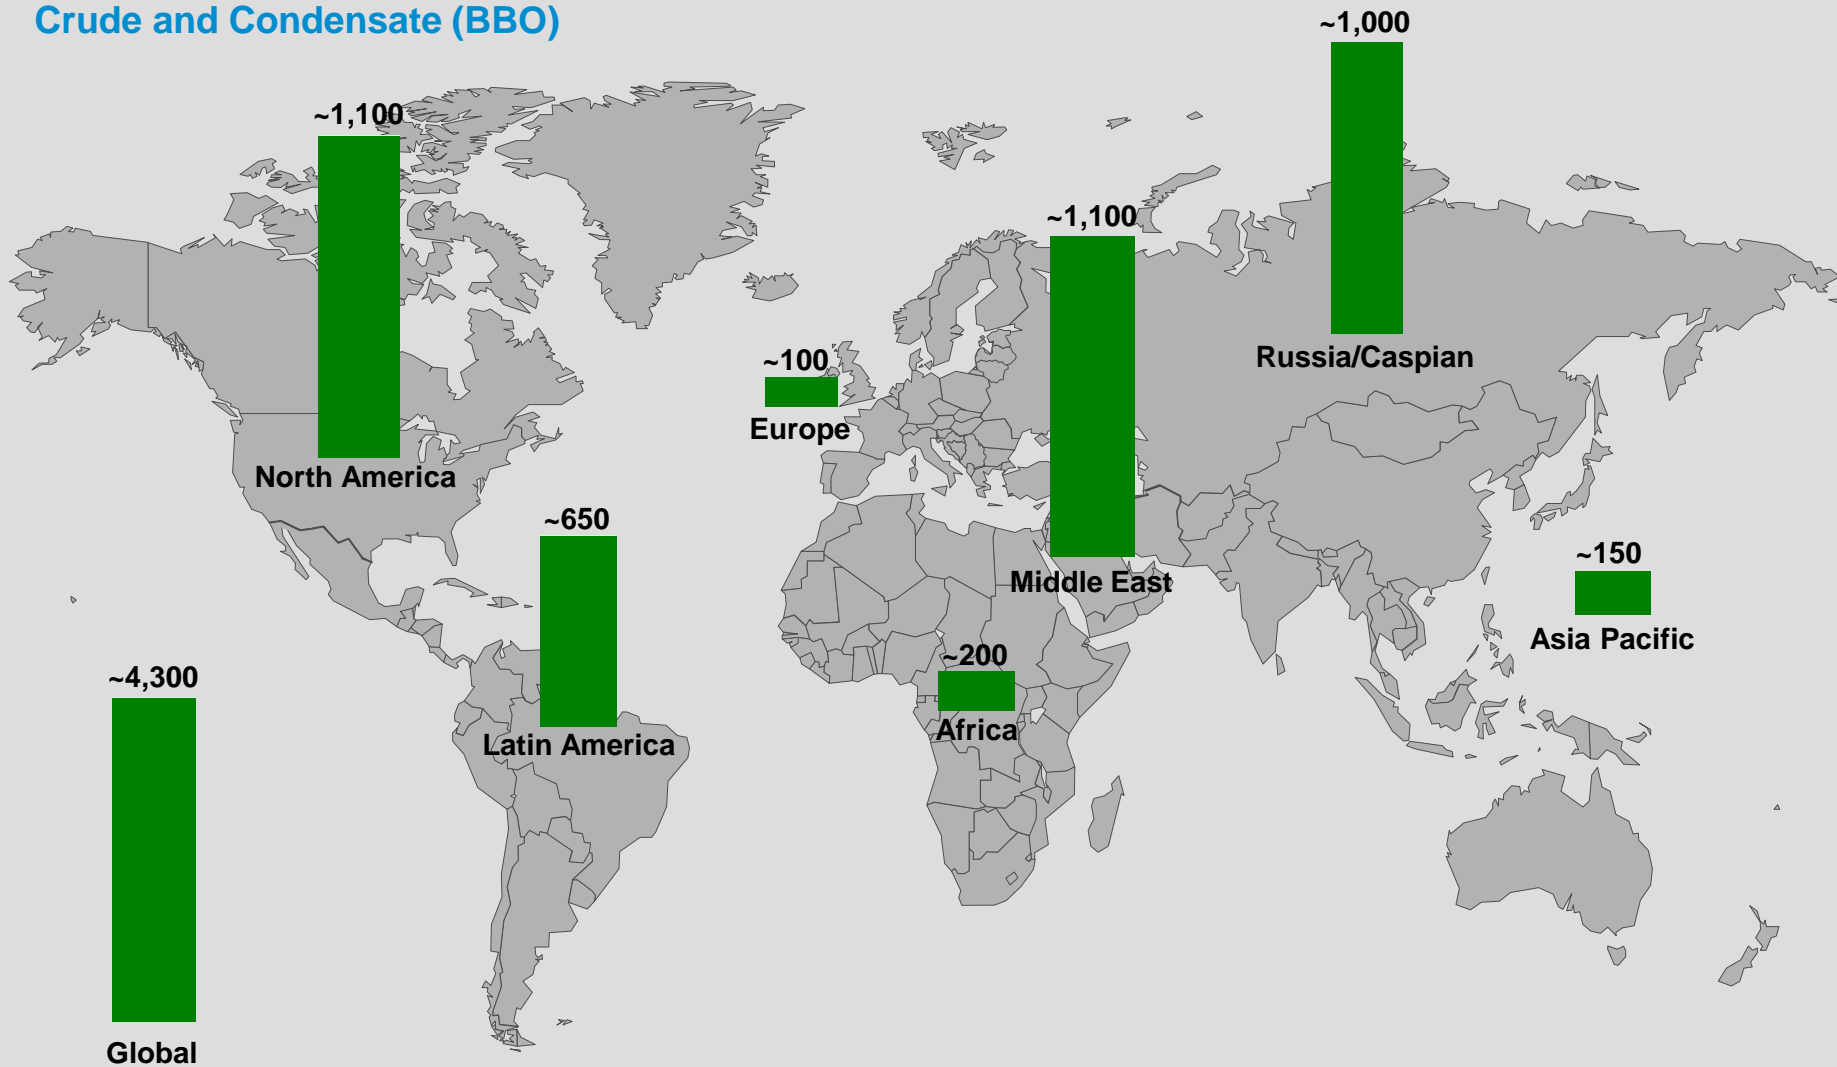 Crude and Condensate (BBO)
~1,000
~1,100
~1,100
Russia/Caspian
~100
Europe
North America
~650
~150
Middle East
Asia Pacific
~200
~4,300
Africa
Latin America
Global